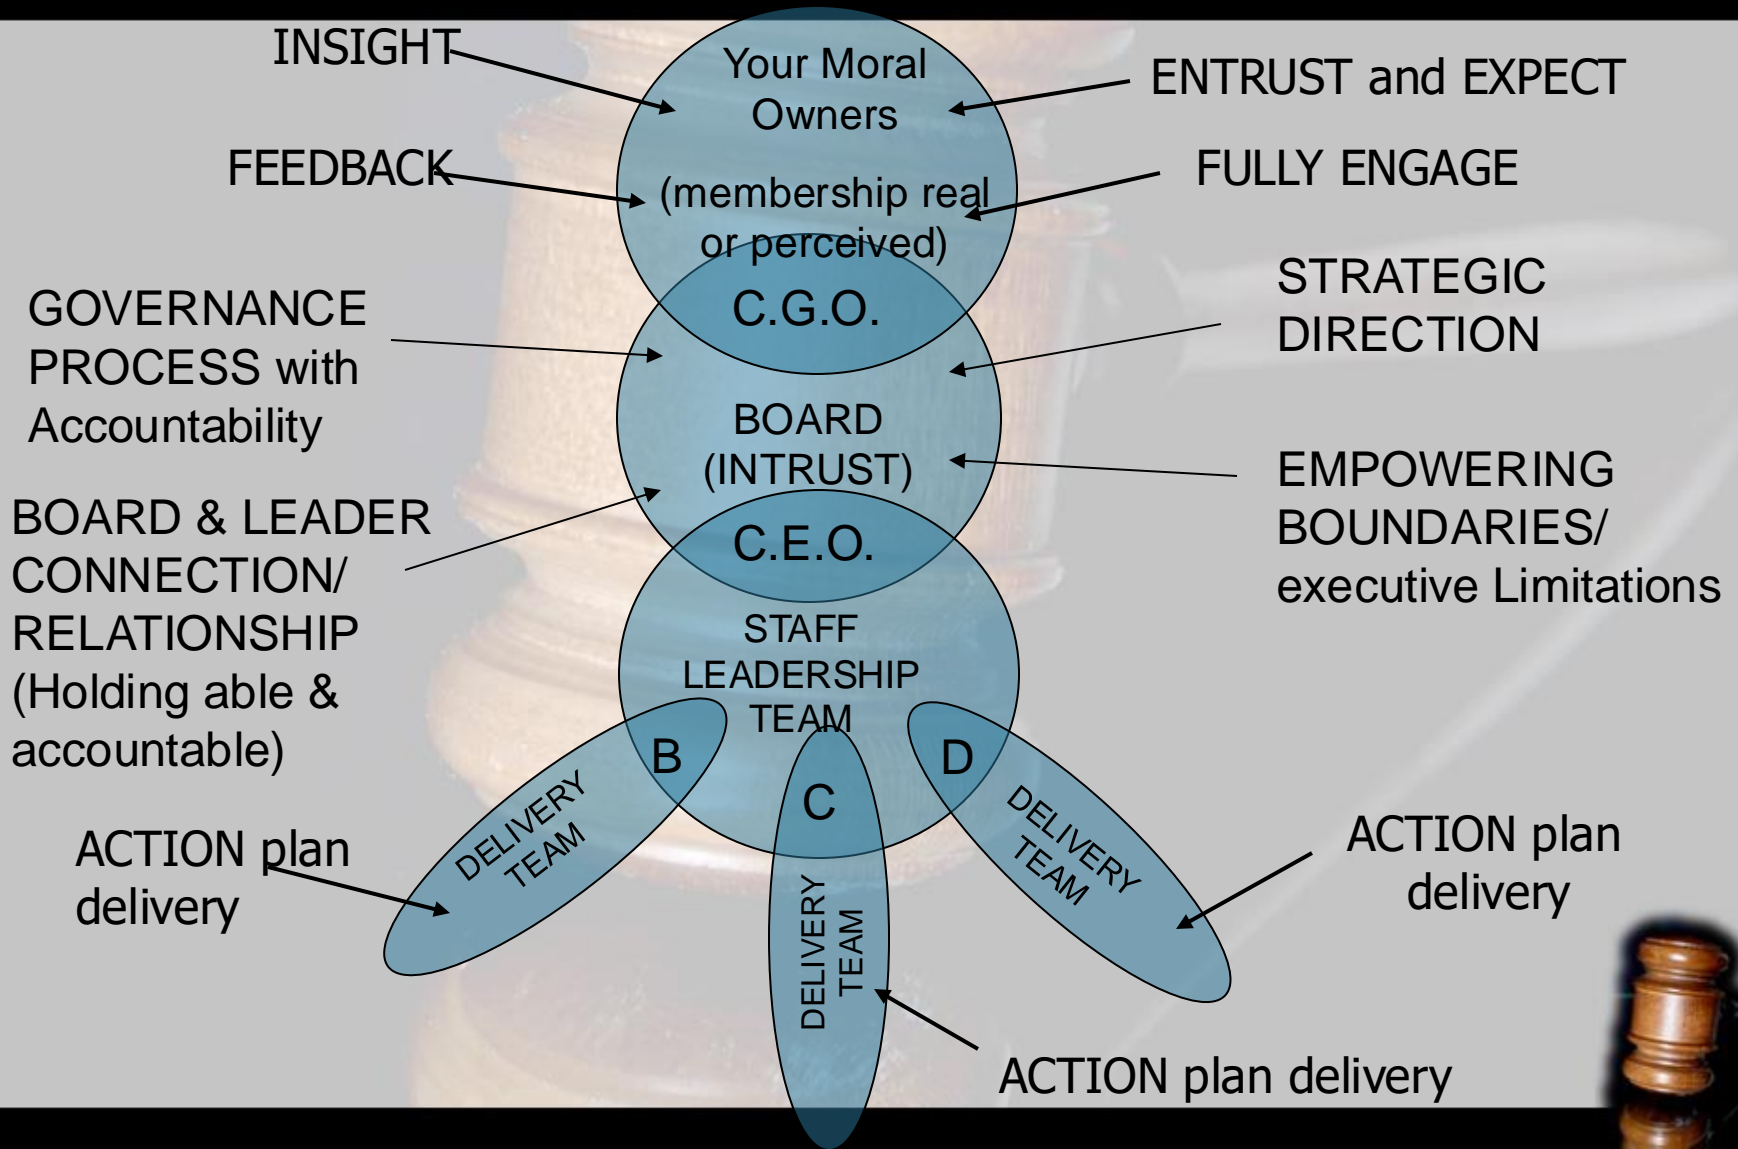 INSIGHT
FEEDBACK
Your Moral
Owners
(membership real
or perceived)
ENTRUST and EXPECT
FULLY ENGAGE
C.G.O.
GOVERNANCE
PROCESS with
Accountability
STRATEGIC
DIRECTION
BOARD
(INTRUST)
BOARD & LEADER
CONNECTION/
RELATIONSHIP
(Holding able &
accountable)
EMPOWERING
BOUNDARIES/
executive Limitations
C.E.O.
STAFF
LEADERSHIP
TEAM
B
C
D
DELIVERY
TEAM
DELIVERY
TEAM
DELIVERY
TEAM
ACTION plan
delivery
ACTION plan
delivery
ACTION plan delivery